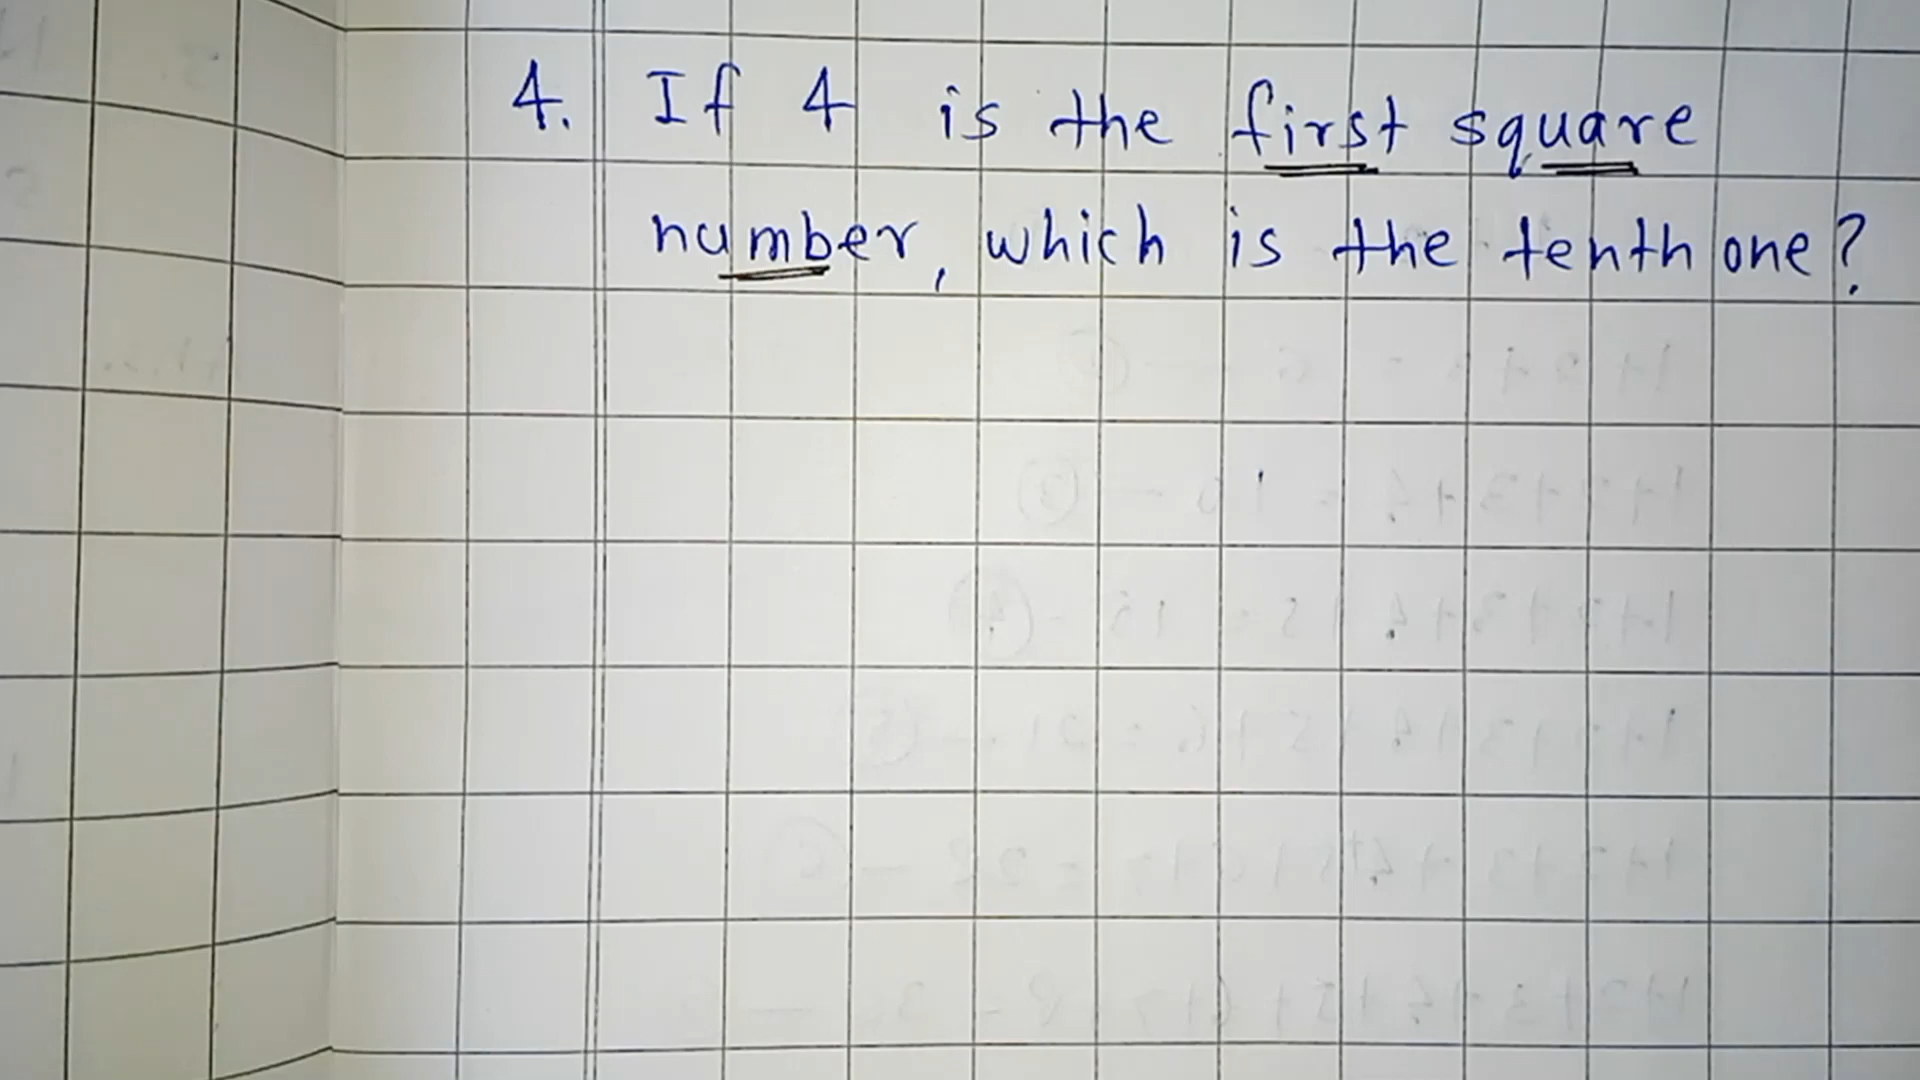 4. If 4 is the first square
number, which is the tenth one?